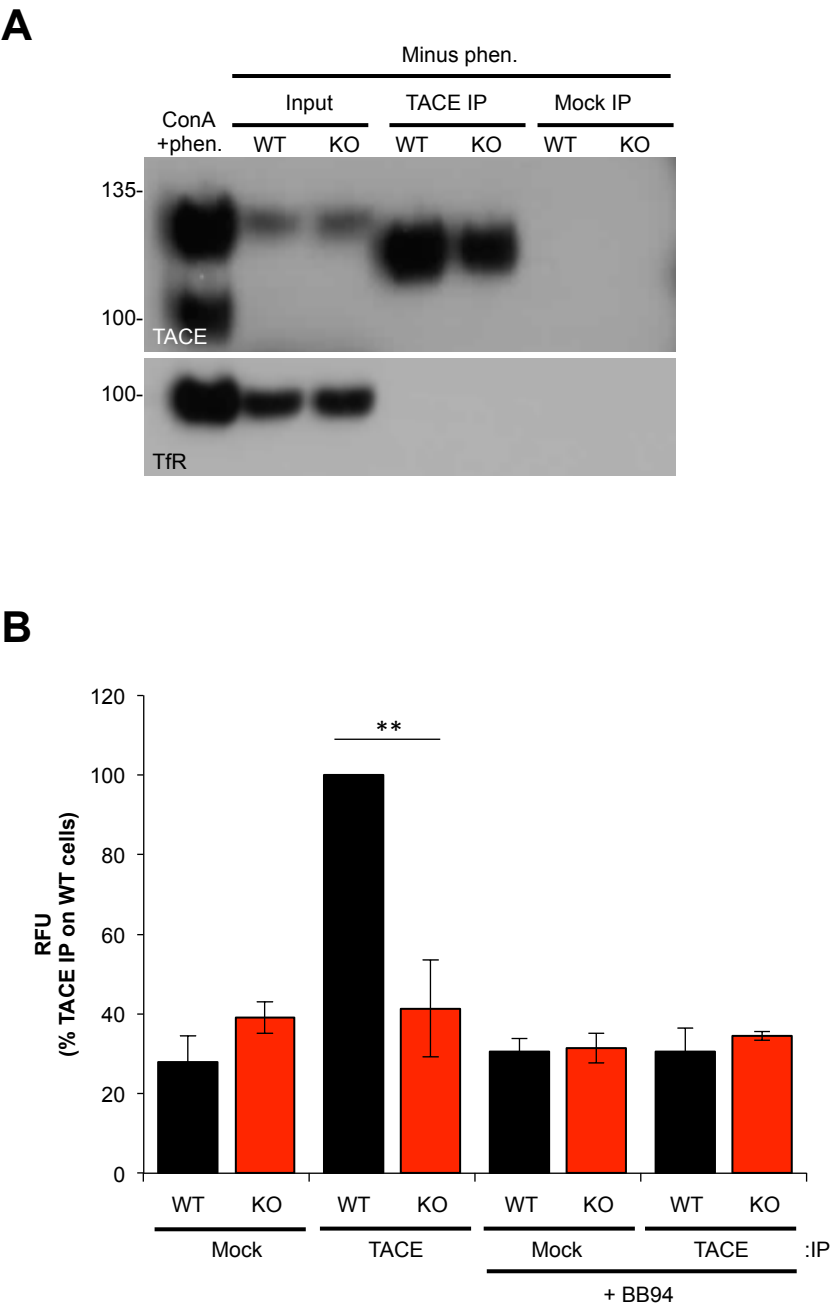 A
Minus phen.
Input TACE IP Mock IP
ConA
+phen. WT KO WT KO WT KO
135-
100-
TACE
100-
TfR
B
120
**
100
80
60
40
20
0
RFU
(% TACE IP on WT cells)
WT KO WT KO WT KO WT KO
Mock TACE Mock TACE :IP
+ BB94